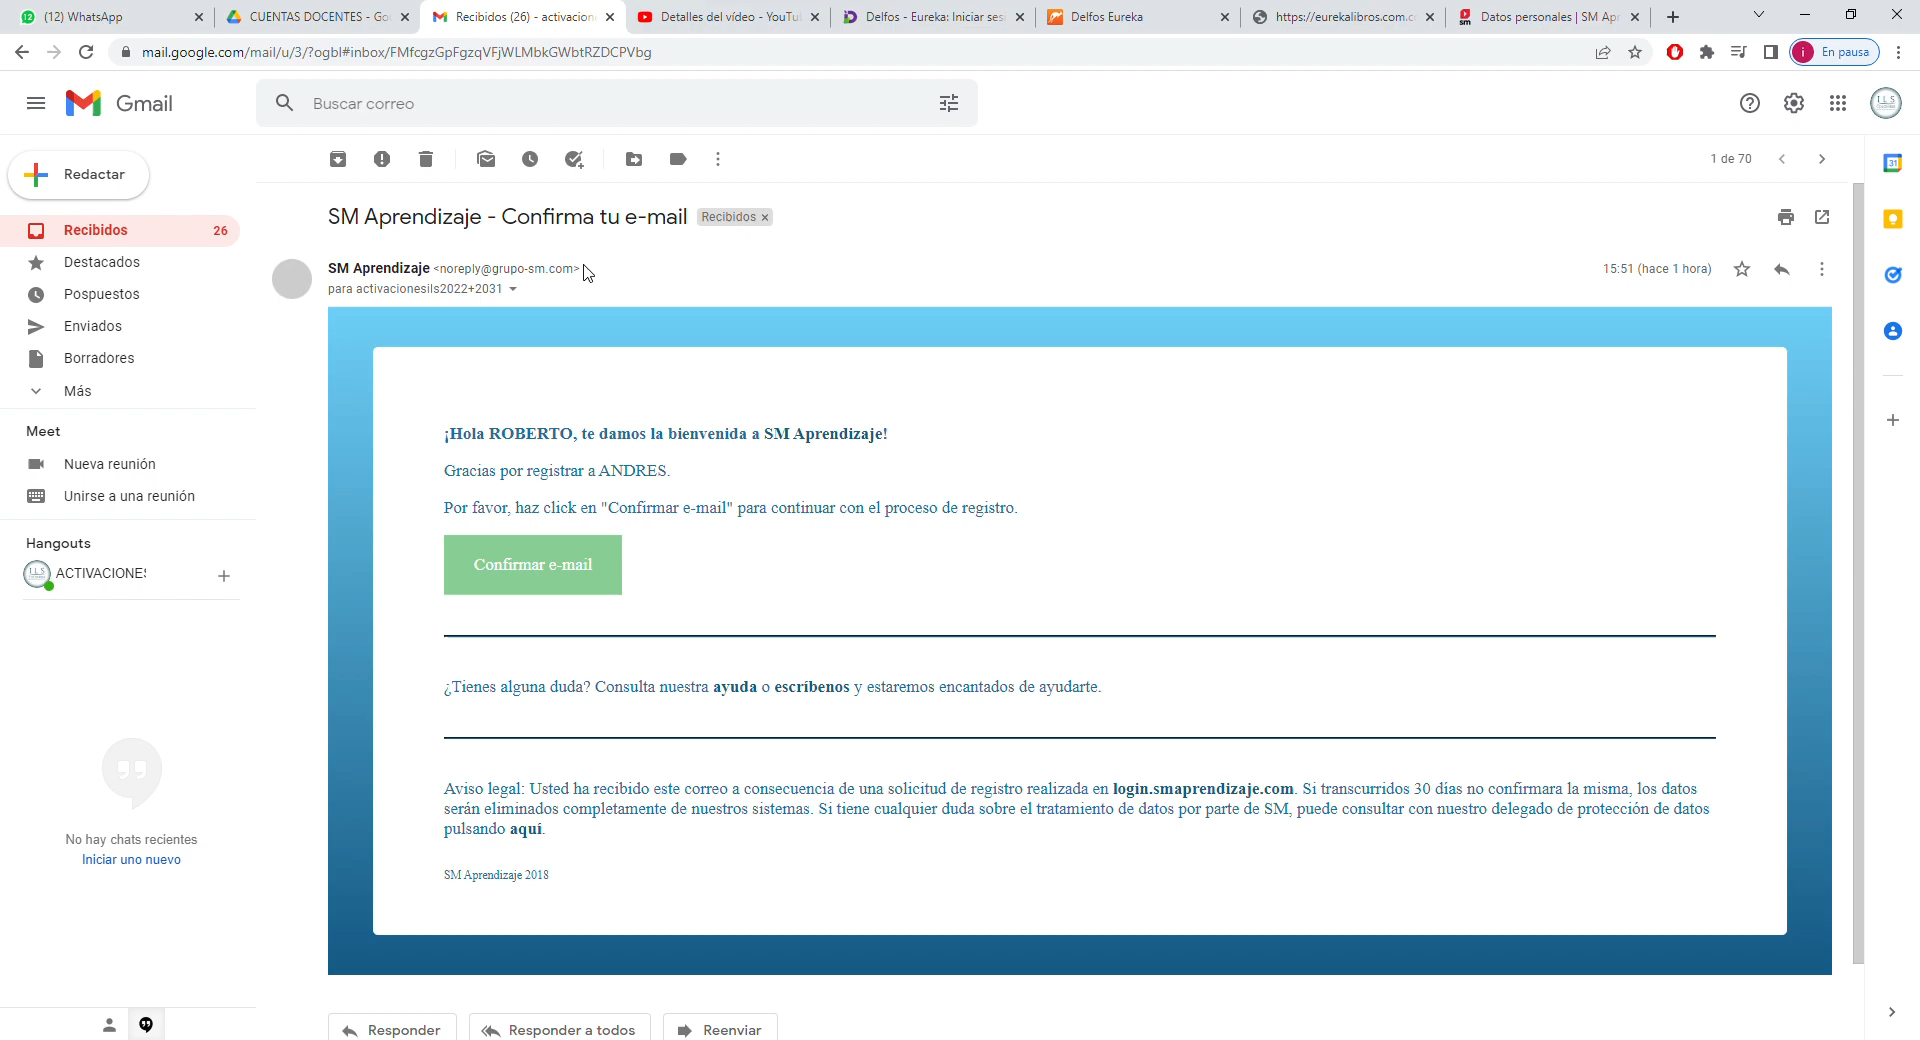 (12) WhatsApp
CUENTAS DOCENTES - Go
Recibidos (26) - activacion
Detalles del vídeo - YouTu
Delfos - Eureka: Iniciar ses
Delfos Eureka
https://eurekalibros.com.c
Datos personales | SM Apr
mail.google.com/mail/u/3/?ogbl#inbox/FMfcgzGpFgzqVFjWLMbkGWbtRZDCPVbg
i En pausa
Gmail
Buscar correo
ILS
Redactar
1 de 70
31
SM Aprendizaje - Confirma tu e-mail Recibidos x
Recibidos 26
Destacados
Pospuestos
Enviados
Borradores
Más
Meet
Nueva reunión
Unirse a una reunión
Hangouts
ILS ACTIVACIONES
No hay chats recientes
Iniciar uno nuevo
SM Aprendizaje <noreply@grupo-sm.com>
15:51 (hace 1 hora)
para activacionesils2022+2031
¡Hola ROBERTO, te damos la bienvenida a SM Aprendizaje!
Gracias por registrar a ANDRES.
Por favor, haz click en "Confirmar e-mail" para continuar con el proceso de registro.
Confirmar e-mail
¿Tienes alguna duda? Consulta nuestra ayuda o escríbenos y estaremos encantados de ayudarte.
Aviso legal: Usted ha recibido este correo a consecuencia de una solicitud de registro realizada en login.smaprendizaje.com. Si transcurridos 30 días no confirmara la misma, los datos
serán eliminados completamente de nuestros sistemas. Si tiene cualquier duda sobre el tratamiento de datos por parte de SM, puede consultar con nuestro delegado de protección de datos
pulsando aquí.
SM Aprendizaje 2018
Responder
Responder a todos
Reenviar